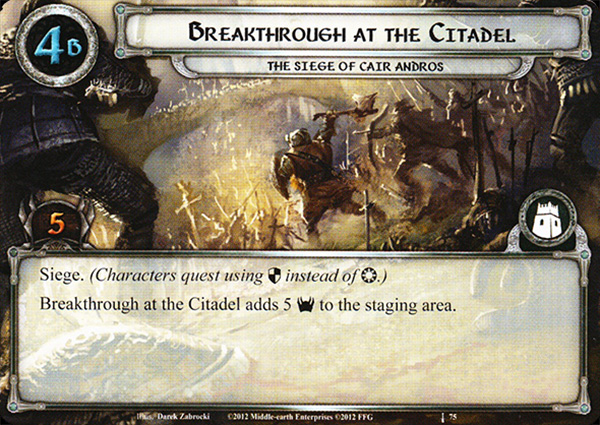 4B
BREAKTHROUGH AT THE CITADEL
THE SIEGE OF CAIR ANDROS
5
Siege. (Characters quest using instead of .)
Breakthrough at the Citadel adds 5 to the staging area.
Illus. Darek Zabrocki ©2012 Middle-earth Enterprises ©2012 FFG 75